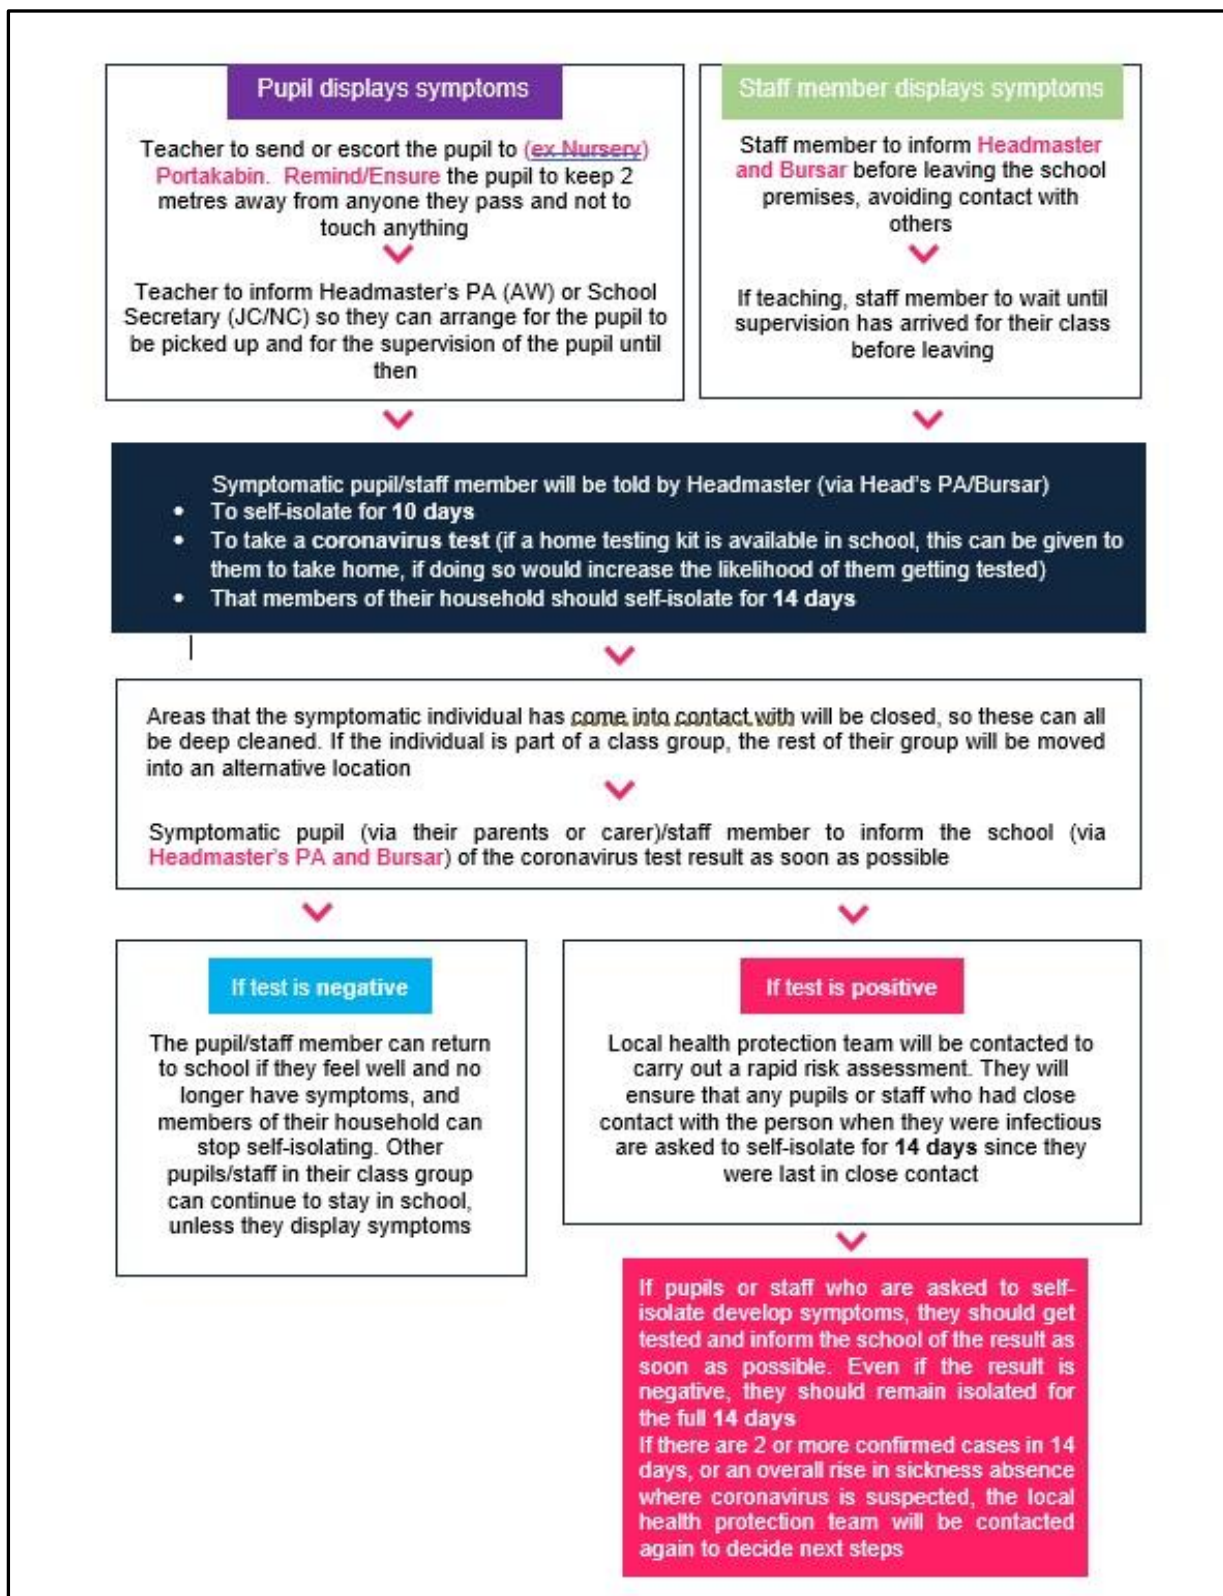 Pupil displays symptoms
Teacher to send or escort the pupil to (ex Nursery)
Portakabin. Remind/Ensure the pupil to keep 2
metres away from anyone they pass and not to
touch anything
Teacher to inform Headmaster's PA (AW) or School
Secretary (JC/NC) so they can arrange for the pupil to
be picked up and for the supervision of the pupil until
then
Staff member displays symptoms
Staff member to inform Headmaster
and Bursar before leaving the school
premises, avoiding contact with
others
If teaching, staff member to wait until
supervision has arrived for their class
before leaving
Symptomatic pupil/staff member will be told by Headmaster (via Head's PA/Bursar)
• To self-isolate for 10 days
• To take a coronavirus test (if a home testing kit is available in school, this can be given to
them to take home, if doing so would increase the likelihood of them getting tested)
• That members of their household should self-isolate for 14 days
Areas that the symptomatic individual has come into contact with will be closed, so these can all
be deep cleaned. If the individual is part of a class group, the rest of their group will be moved
into an alternative location
Symptomatic pupil (via their parents or carer)/staff member to inform the school (via
Headmaster's PA and Bursar) of the coronavirus test result as soon as possible
If test is negative
The pupil/staff member can return
to school if they feel well and no
longer have symptoms, and
members of their household can
stop self-isolating. Other
pupils/staff in their class group
can continue to stay in school,
unless they display symptoms
If test is positive
Local health protection team will be contacted to
carry out a rapid risk assessment. They will
ensure that any pupils or staff who had close
contact with the person when they were infectious
are asked to self-isolate for 14 days since they
were last in close contact
If pupils or staff who are asked to self-
isolate develop symptoms, they should get
tested and inform the school of the result as
soon as possible. Even if the result is
negative, they should remain isolated for
the full 14 days
If there are 2 or more confirmed cases in 14
days, or an overall rise in sickness absence
where coronavirus is suspected, the local
health protection team will be contacted
again to decide next steps